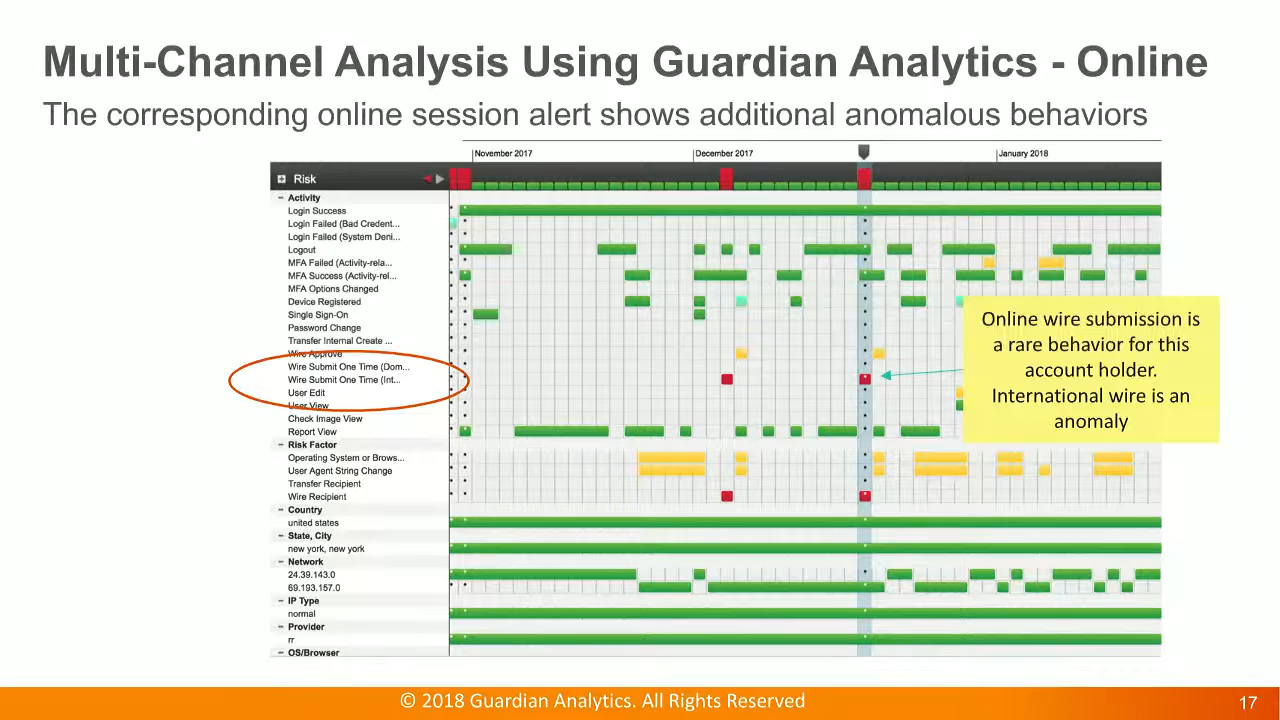 Multi-Channel Analysis Using Guardian Analytics - Online
The corresponding online session alert shows additional anomalous behaviors
November 2017
December 2017
January 2018
Risk
Activity
Login Success
Login Failed (Bad Credent...
Login Failed (System Deni...
Logout
MFA Failed (Activity-rela...
MFA Success (Activity-rel...
MFA Options Changed
Device Registered
Single Sign-On
Password Change
Transfer Internal Create ...
Wire Approve
Wire Submit One Time (Dom...
Wire Submit One Time (Int...
User Edit
User View
Check Image View
Report View
Risk Factor
Operating System or Brows...
User Agent String Change
Transfer Recipient
Wire Recipient
Country
united states
State, City
new york, new york
Network
24.39.143.0
69.193.157.0
IP Type
normal
Provider
rr
OS/Browser
Online wire submission is
a rare behavior for this
account holder.
International wire is an
anomaly
© 2018 Guardian Analytics. All Rights Reserved
17